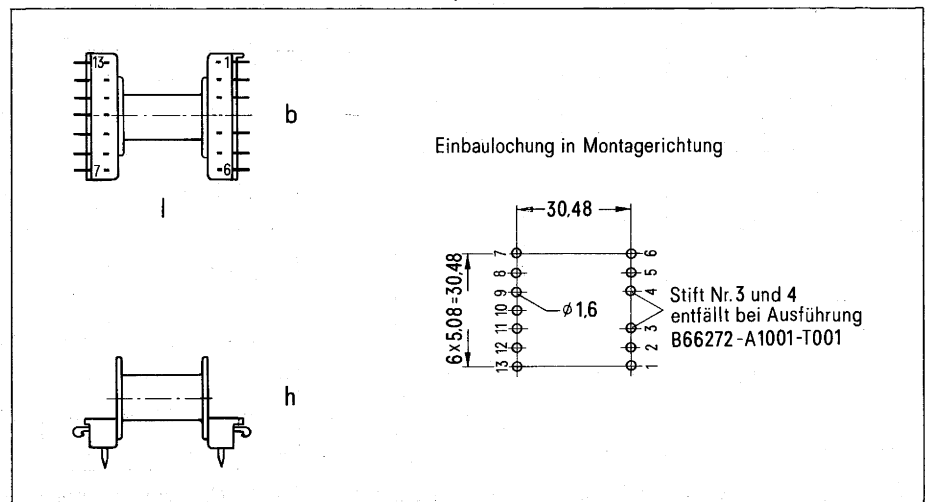 13
1
b
7
6
l
Einbaulochung in Montagerichtung
30,48
7
6
8
5
9
4
10
11
3
12
2
13
1
6x5,08=30,48
ø1,6
Stift Nr. 3 und 4
entfällt bei Ausführung
B66272-A1001-T001
h